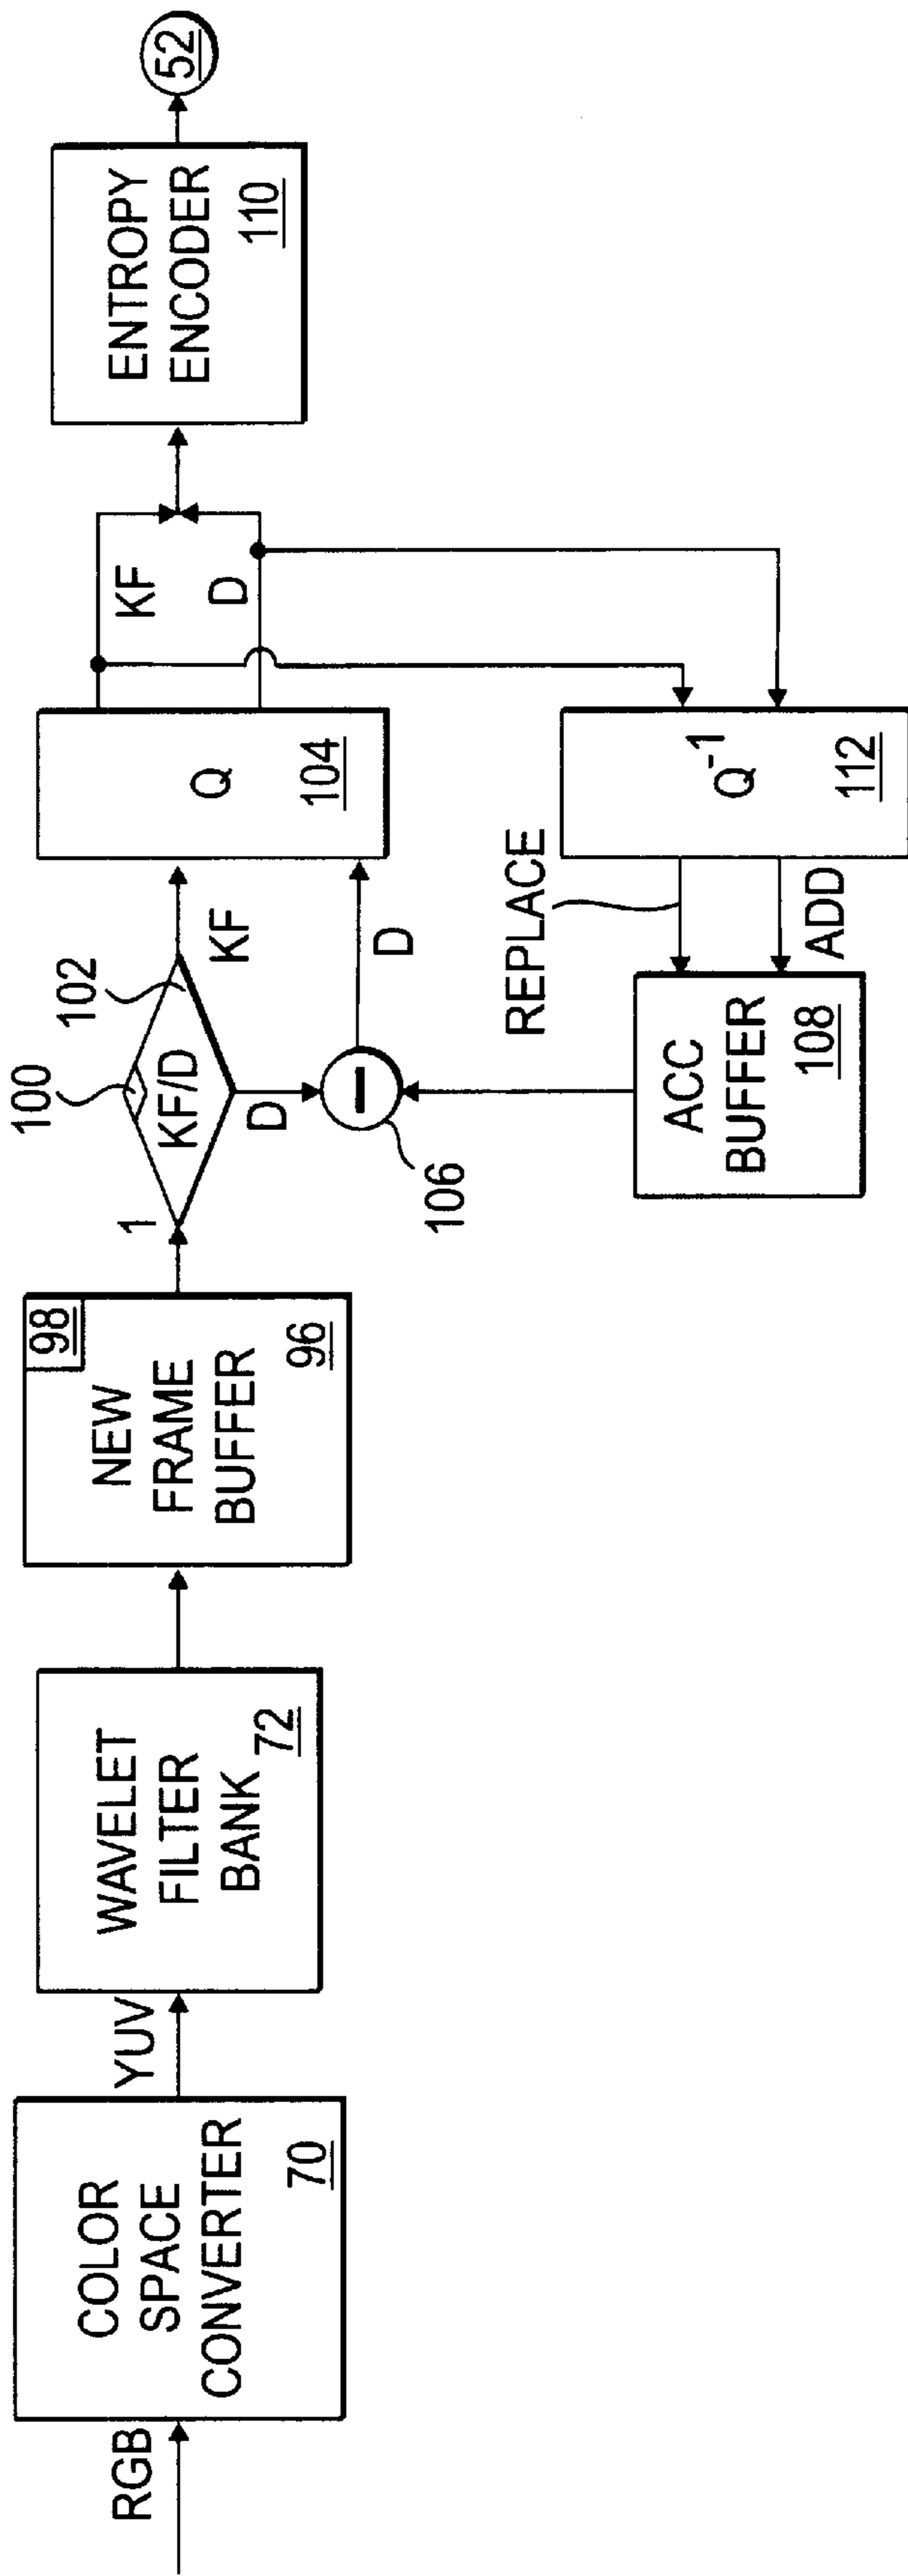 RGB
COLOR
SPACE
CONVERTER
70
YUV
WAVELET
FILTER
BANK
72
NEW
FRAME
BUFFER
98
96
1
100
KF/D
102
KF
D
106
D
Q
104
KF
D
ENTROPY
ENCODER
110
52
ACC
BUFFER
108
REPLACE
ADD
Q-1
112